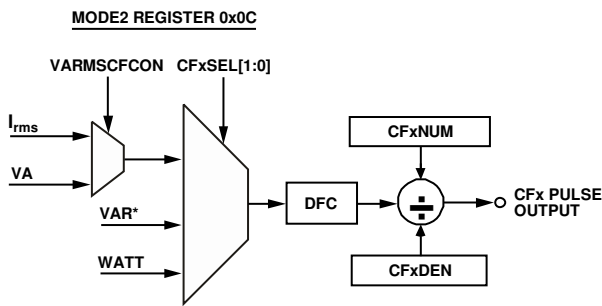 MODE2 REGISTER 0x0C
VARMSCFCON CFxSEL[1:0]
Irms
VA
VAR*
WATT
DFC
CFxNUM
÷
CFxDEN
CFx PULSE
OUTPUT